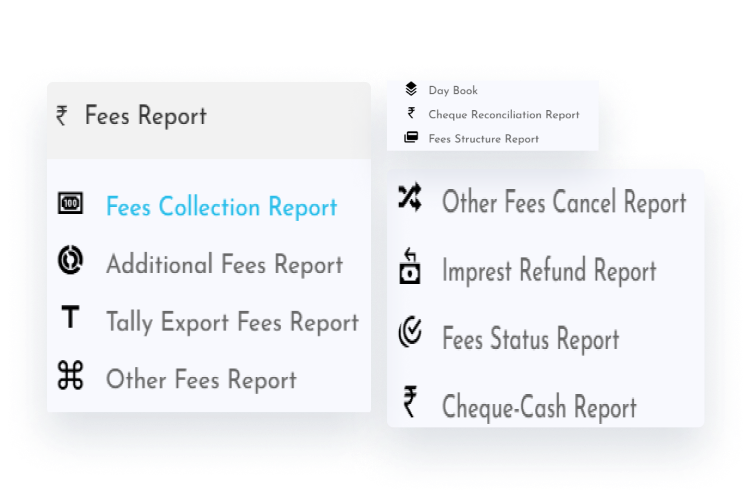 ₹ Fees Report
Fees Collection Report
Additional Fees Report
Tally Export Fees Report
Other Fees Report
Day Book
₹ Cheque Reconciliation Report
Fees Structure Report
Other Fees Cancel Report
Imprest Refund Report
Fees Status Report
₹ Cheque-Cash Report